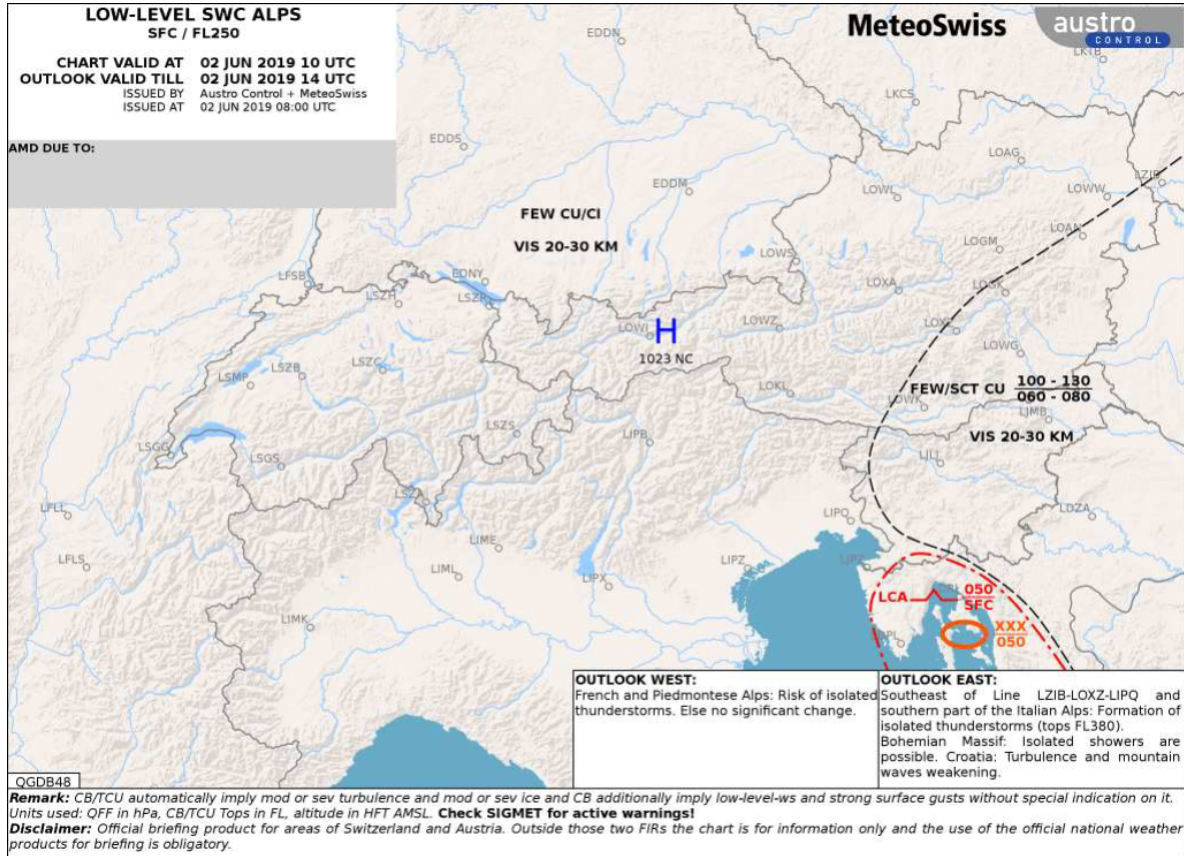 LOW-LEVEL SWC ALPS
SFC / FL250
CHART VALID AT 02 JUN 2019 10 UTC
OUTLOOK VALID TILL 02 JUN 2019 14 UTC
ISSUED BY Austro Control + MeteoSwiss
ISSUED AT 02 JUN 2019 08:00 UTC
AMD DUE TO:
MeteoSwiss
austro
CONTROL
EDDN
LKTB
LKCS
EDDS
LOAG
EDDM
LOWL
LOWW
LZIB
FEW CU/CI
VIS 20-30 KM
LOAN
LOGM
LOWS
LFSB
EDNY
LSZH
LSZR
LOXA
LOGK
LOWI
H
1023 NC
LOWZ
LOXZ
LOWG
LSZC
LSZB
LSMP
LOKL
FEW/SCT CU 100 - 130
060 - 080
LOWK
LJMB
VIS 20-30 KM
LSGG
LSGS
LSZS
LIPB
LJLJ
LSZA
LFLL
LIPQ
LDZA
LFLS
LIME
LIML
LIPX
LIPZ
LIMK
LCA 050
SFC
XXX
050
OUTLOOK WEST:
French and Piedmontese Alps: Risk of isolated
thunderstorms. Else no significant change.
OUTLOOK EAST:
Southeast of Line LZIB-LOXZ-LIPQ and
southern part of the Italian Alps: Formation of
isolated thunderstorms (tops FL380).
Bohemian Massif: Isolated showers are
possible. Croatia: Turbulence and mountain
waves weakening.
QGDB48
Remark: CB/TCU automatically imply mod or sev turbulence and mod or sev ice and CB additionally imply low-level-ws and strong surface gusts without special indication on it.
Units used: QFF in hPa, CB/TCU Tops in FL, altitude in HFT AMSL. Check SIGMET for active warnings!
Disclaimer: Official briefing product for areas of Switzerland and Austria. Outside those two FIRs the chart is for information only and the use of the official national weather
products for briefing is obligatory.